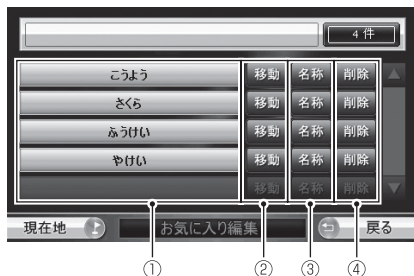 4 件
こうよう 移動 名称 削除
さくら 移動 名称 削除
ふうけい 移動 名称 削除
やけい 移動 名称 削除
移動 名称 削除
現在地 お気に入り編集 戻る
① ② ③ ④